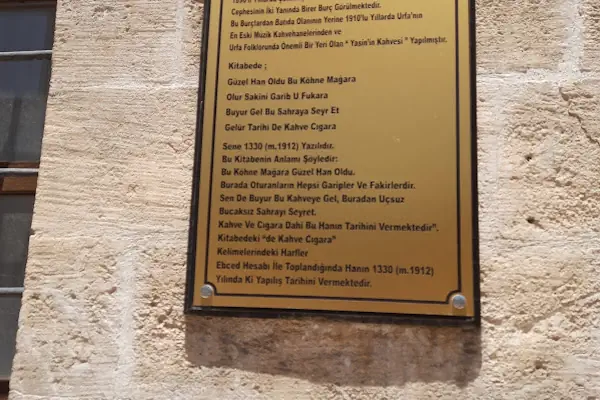 Cephesinin İki Yanında Birer Burç Görülmektedir.
Bu Burçlardan Batıda Olanının Yerine 1910'lu Yıllarda Urfa'nın
En Eski Müzik Kahvehanelerinden ve
Urfa Folklorunda Önemli Bir Yeri Olan " Yasin'in Kahvesi " Yapılmıştır.
Kitabede ;
Güzel Han Oldu Bu Köhne Mağara
Olur Sakini Garib U Fukara
Buyur Gel Bu Sahraya Seyr Et
Gelür Tarihi De Kahve Cıgara
Sene 1330 (m.1912) Yazılıdır.
Bu Kitabenin Anlamı Şöyledir:
Bu Köhne Mağara Güzel Han Oldu.
Burada Oturanların Hepsi Garipler Ve Fakirlerdir.
Sen De Buyur Bu Kahveye Gel, Buradan Uçsuz
Bucaksız Sahrayı Seyret.
Kahve Ve Cıgara Dahi Bu Hanın Tarihini Vermektedir".
Kitabedeki "de Kahve Cıgara"
Kelimelerindeki Harfler
Ebced Hesabı İle Toplandığında Hanın 1330 (m.1912)
Yılında Ki Yapılış Tarihini Vermektedir.